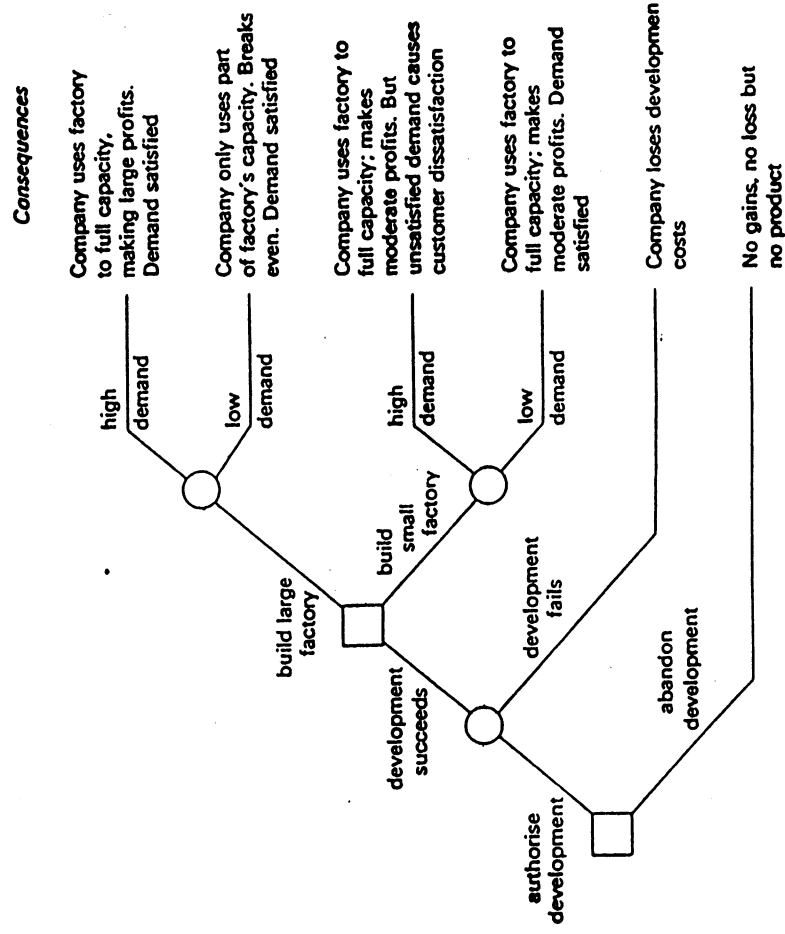 Consequences
Company uses factory
to full capacity,
making large profits.
Demand satisfied
Company only uses part
of factory's capacity. Breaks
even. Demand satisfied
Company uses factory to
full capacity; makes
moderate profits. But
unsatisfied demand causes
customer dissatisfaction
Company uses factory to
full capacity; makes
moderate profits. Demand
satisfied
Company loses developmen
costs
No gains, no loss but
no product
high
demand
low
demand
high
demand
low
demand
build large
factory
build
small
factory
development
succeeds
development
fails
authorise
development
abandon
development